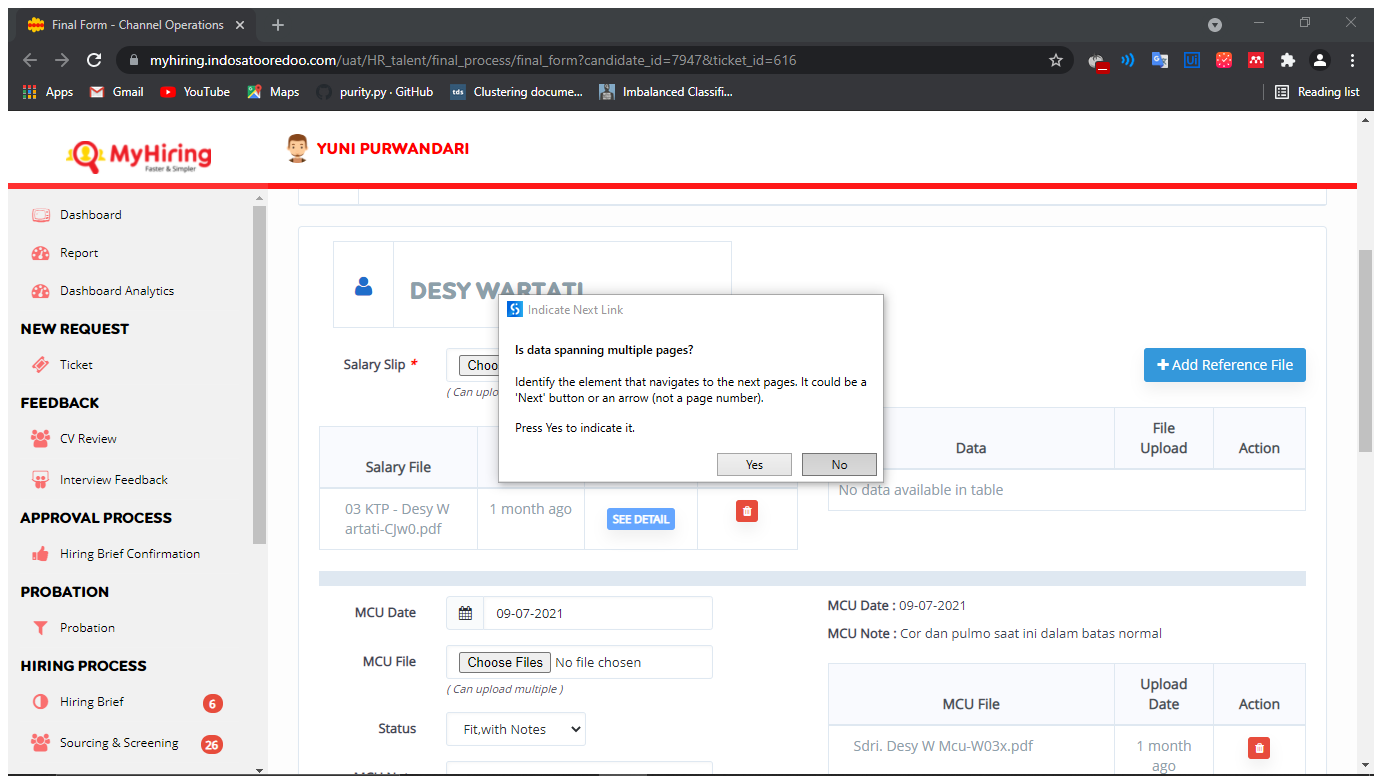 Final Form - Channel Operations
myhiring.indosatooredoo.com/uat/HR_talent/final_process/final_form?candidate_id=7947&ticket_id=616
Apps Gmail YouTube Maps purity.py · GitHub tds Clustering docume... Imbalanced Classifi... Reading list
MyHiring
Faster & Simpler
YUNI PURWANDARI
Dashboard
Report
Dashboard Analytics
NEW REQUEST
Ticket
FEEDBACK
CV Review
Interview Feedback
APPROVAL PROCESS
Hiring Brief Confirmation
PROBATION
Probation
HIRING PROCESS
Hiring Brief 6
Sourcing & Screening 26
DESY WARTATI
Indicate Next Link
Is data spanning multiple pages?
Identify the element that navigates to the next pages. It could be a
'Next' button or an arrow (not a page number).
Press Yes to indicate it.
Yes No
Salary Slip * Choo
( Can uplo
+ Add Reference File
Salary File
03 KTP - Desy W
artati-CJw0.pdf
1 month ago
SEE DETAIL
Data
File
Upload
Action
No data available in table
MCU Date 09-07-2021
MCU File Choose Files No file chosen
( Can upload multiple )
Status Fit,with Notes
MCU Date : 09-07-2021
MCU Note : Cor dan pulmo saat ini dalam batas normal
MCU File
Upload
Date
Action
Sdri. Desy W Mcu-W03x.pdf
1 month
ago